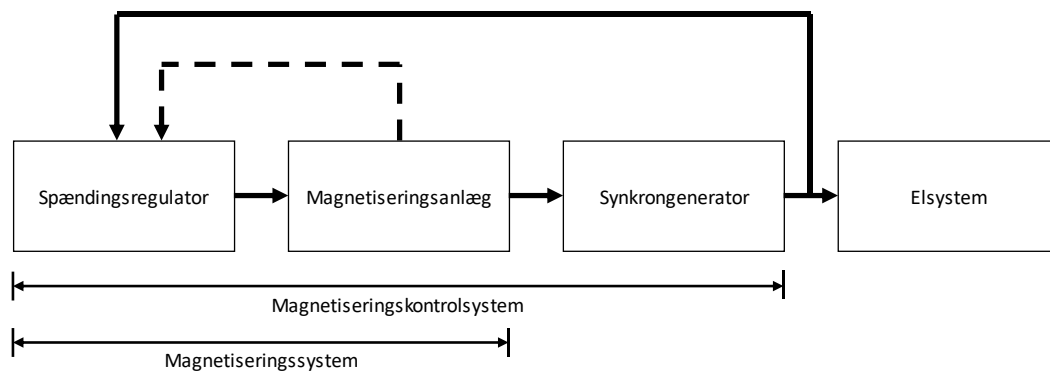 Spændingsregulator
Magnetiseringsanlæg
Synkrongenerator
Elsystem
Magnetiseringskontrolsystem
Magnetiseringssystem